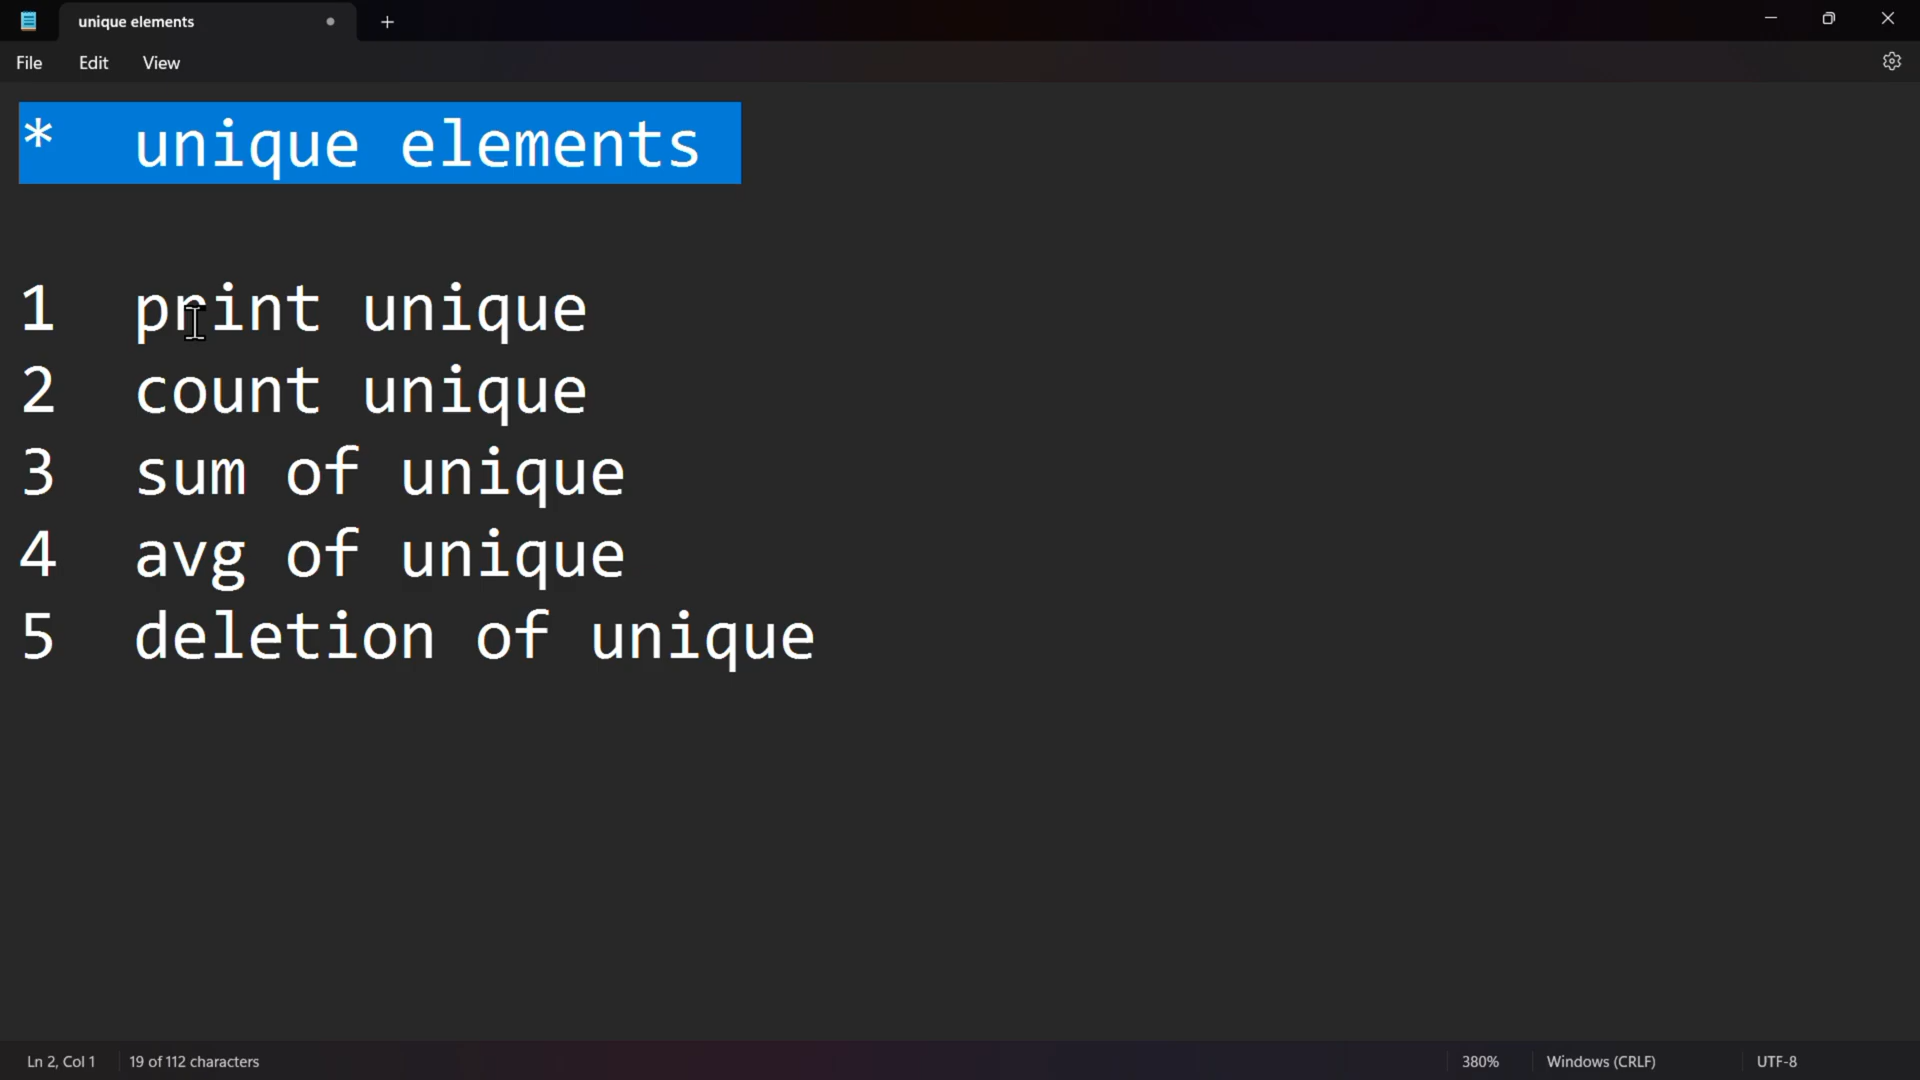 unique elements
File Edit View
* unique elements
1 print unique
2 count unique
3 sum of unique
4 avg of unique
5 deletion of unique
Ln 2, Col 1 19 of 112 characters 380% Windows (CRLF) UTF-8